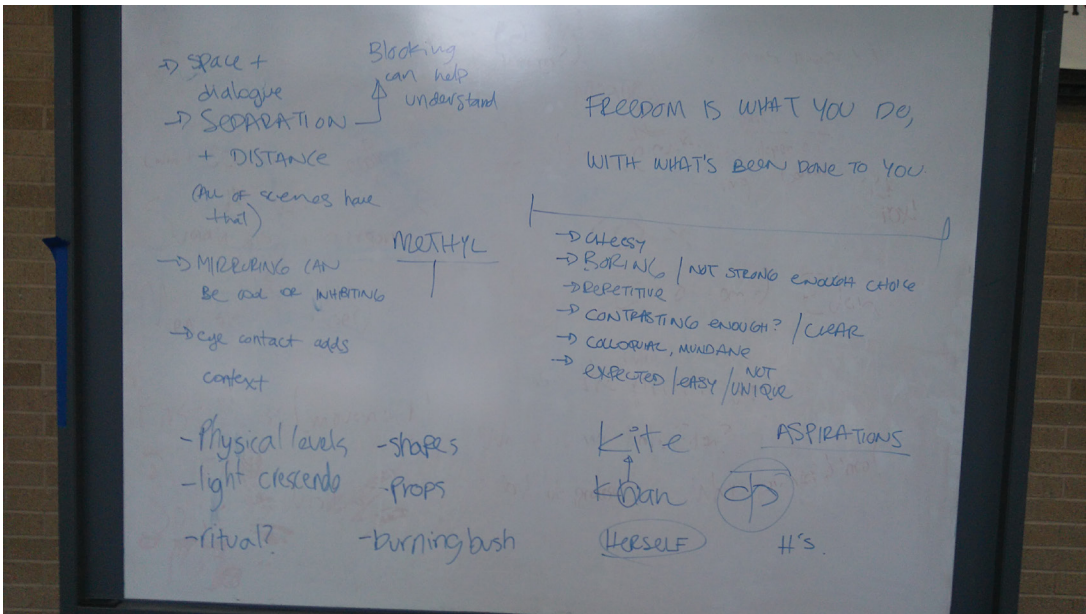 → Space +
dialogue
→ SEPARATION
+ DISTANCE
(All of scenes have
that)
Blocking
can help
understand
→ MIRRORING CAN
Be cool or INHIBITING
→ eye contact adds
context
METHYL
- Physical levels
- light crescendo
- ritual?
- shapes
- Props
- burning bush
FREEDOM IS WHAT YOU DO,
WITH WHAT'S BEEN DONE TO YOU
→ CHEESY
→ BORING / NOT STRONG ENOUGH CHOICE
→ REPETITIVE
→ CONTRASTING ENOUGH? / CLEAR
→ COLLOQUIAL, MUNDANE
→ EXPECTED / EASY / NOT UNIQUE
kite
khan
HERSELF
ASPIRATIONS
H's.